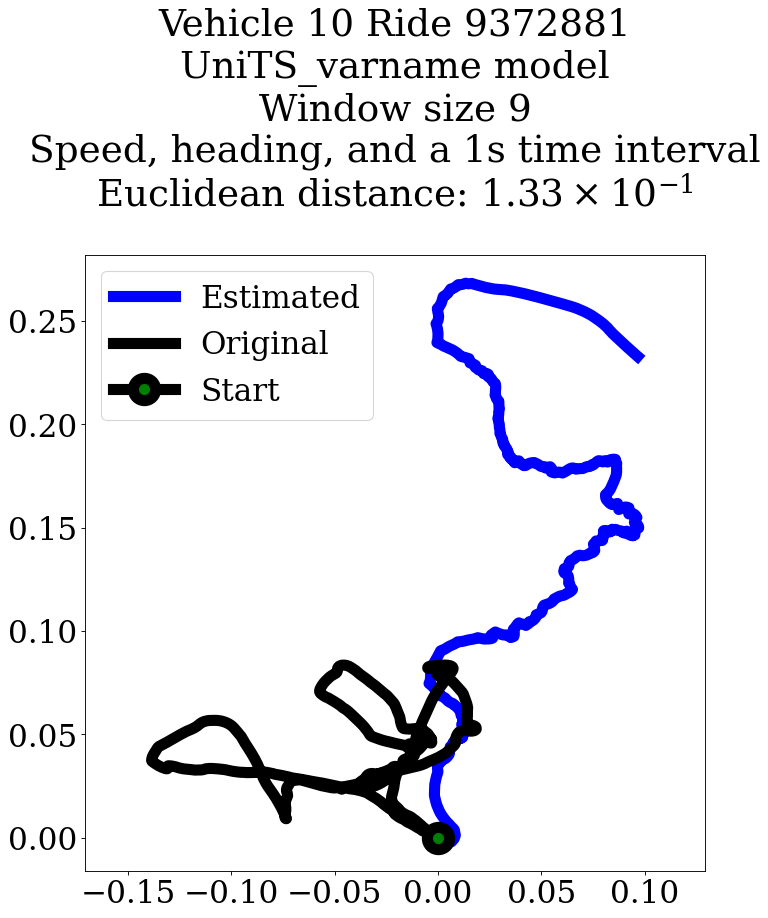 Vehicle 10 Ride 9372881
UniTS_varname model
Window size 9
Speed, heading, and a 1s time interval
Euclidean distance: 1.33 × 10⁻¹
Estimated
Original
Start
0.25
0.20
0.15
0.10
0.05
0.00
−0.15 −0.10 −0.05 0.00 0.05 0.10